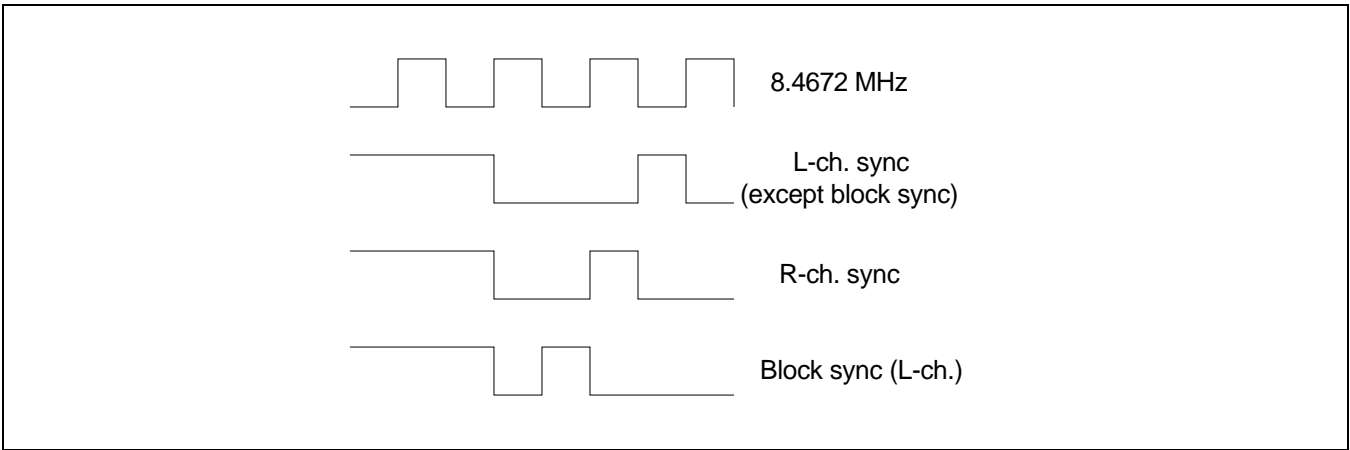 8.4672 MHz
L-ch. sync
(except block sync)
R-ch. sync
Block sync (L-ch.)